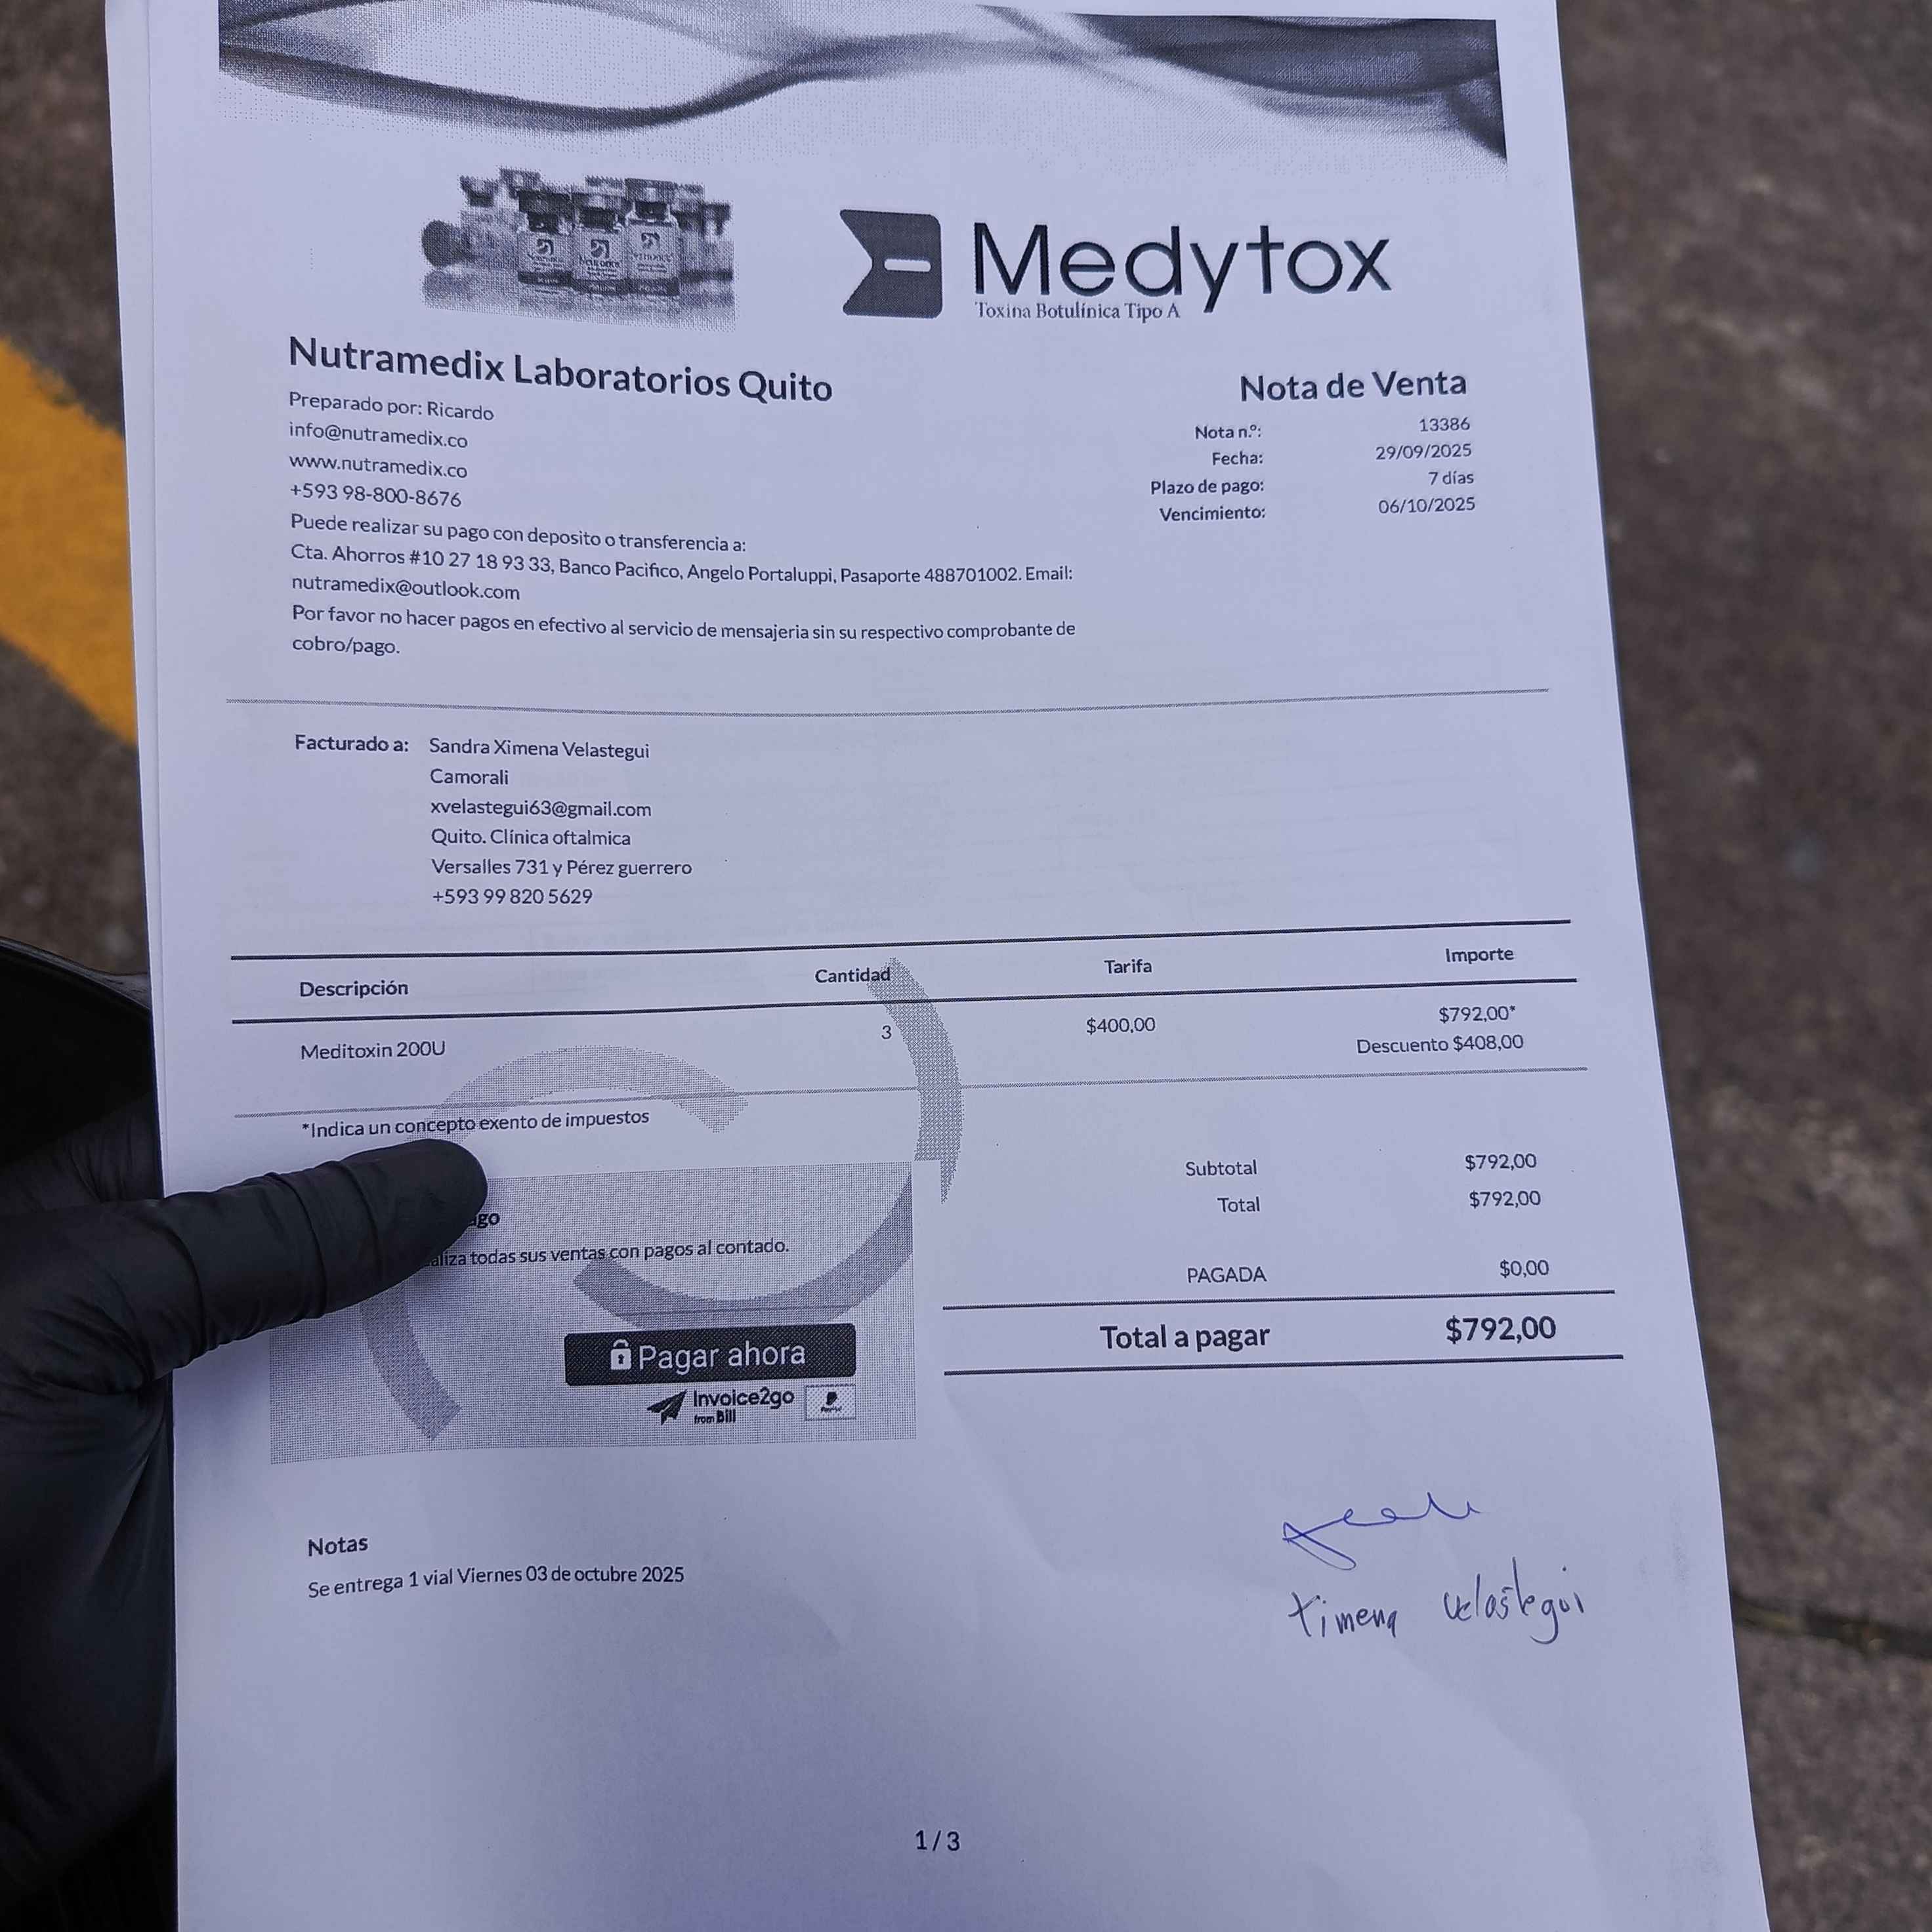 Medytox
Toxina Botulínica Tipo A
Nutramedix Laboratorios Quito
Preparado por: Ricardo
info@nutramedix.co
www.nutramedix.co
+593 98-800-8676
Puede realizar su pago con deposito o transferencia a:
Cta. Ahorros #10 27 18 93 33, Banco Pacifico, Angelo Portaluppi, Pasaporte 488701002. Email:
nutramedix@outlook.com
Por favor no hacer pagos en efectivo al servicio de mensajeria sin su respectivo comprobante de
cobro/pago.
Nota de Venta
Nota n.º: 13386
Fecha: 29/09/2025
Plazo de pago: 7 días
Vencimiento: 06/10/2025
Facturado a: Sandra Ximena Velastegui
Camorali
xvelastegui63@gmail.com
Quito. Clínica oftalmica
Versalles 731 y Pérez guerrero
+593 99 820 5629
Descripción Cantidad Tarifa Importe
Meditoxin 200U 3 $400,00 $792,00*
Descuento $408,00
*Indica un concepto exento de impuestos
Subtotal $792,00
Total $792,00
PAGADA $0,00
Total a pagar $792,00
todas sus ventas con pagos al contado.
Pagar ahora
Invoice2go
from Bill
Notas
Se entrega 1 vial Viernes 03 de octubre 2025
Ximena Velastegui
1 / 3